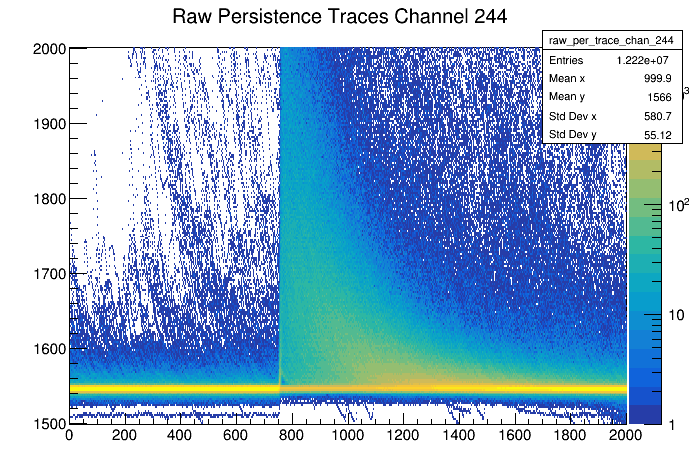 Raw Persistence Traces Channel 244
raw_per_trace_chan_244
Entries 1.222e+07
Mean x 999.9
Mean y 1566
Std Dev x 580.7
Std Dev y 55.12
2000
1900
1800
1700
1600
1500
0 200 400 600 800 1000 1200 1400 1600 1800 2000
3
10²
10
1